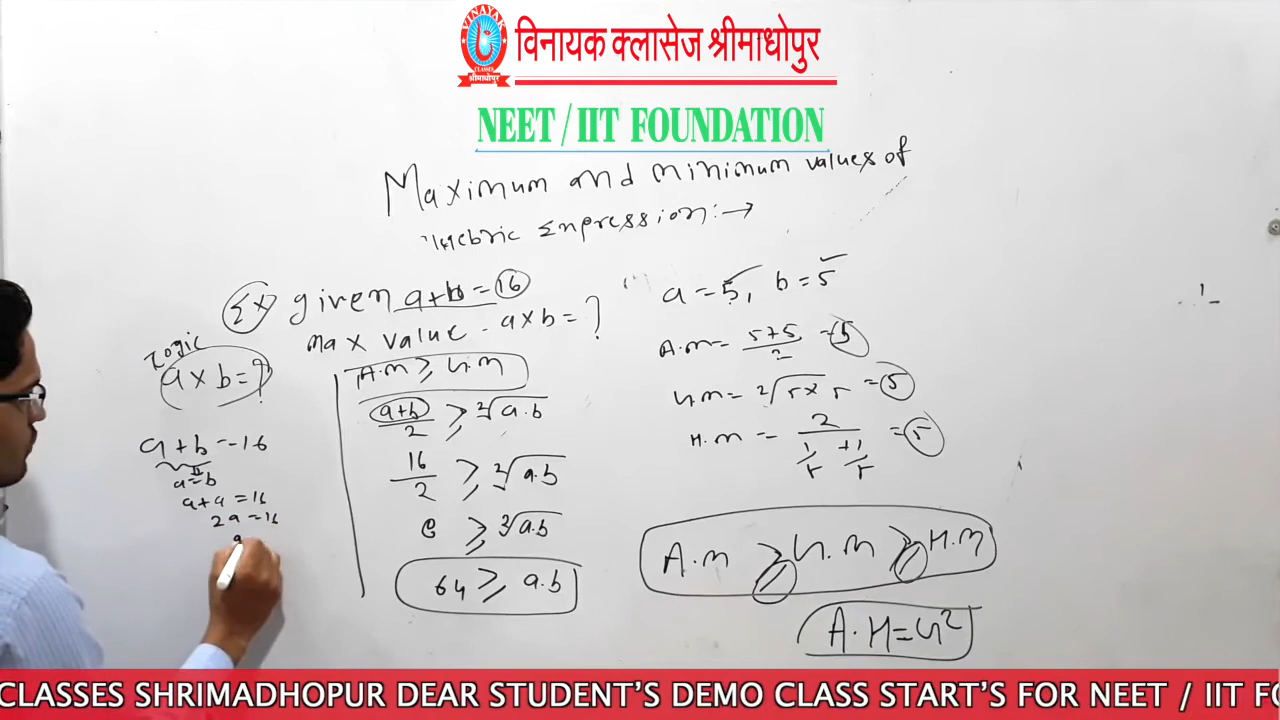 VINAYAK
CLASSES
श्रीमाधोपुर
विनायक क्लासेज श्रीमाधोपुर
NEET / IIT FOUNDATION
Maximum and minimum values of
Expression:→
Ex given a+b=16
max value - a×b=?
Logic
a×b=?
a+b=16
a=b
a+a=16
2a=16
a
A.m ≥ G.m
a+b/2 ≥ 2√a.b
16/2 ≥ 2√a.b
8 ≥ 2√a.b
64 ≥ a.b
a=5, b=5
A.m = 5+5/2 = 5
G.m = 2√5×5 = 5
H.m = 2/(1/5+1/5) = 5
A.m ≥ G.m ≥ H.m
A.H=G²
CLASSES SHRIMADHOPUR DEAR STUDENT'S DEMO CLASS START'S FOR NEET / IIT FO